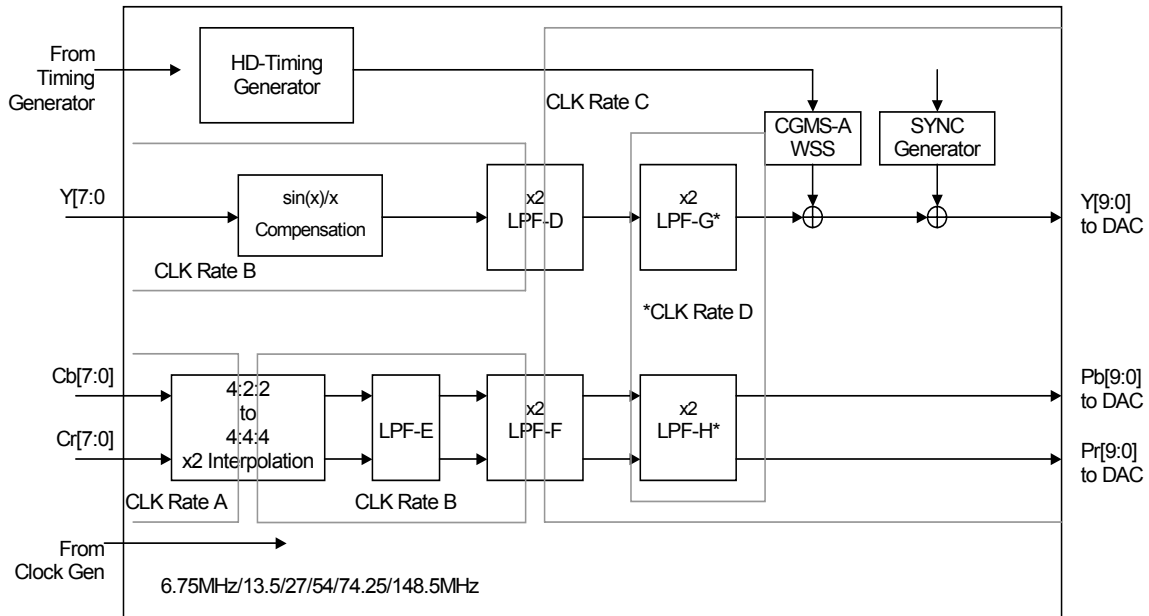 From
Timing
Generator
HD-Timing
Generator
CLK Rate C
CGMS-A
WSS
SYNC
Generator
Y[7:0
sin(x)/x
Compensation
x2
LPF-D
x2
LPF-G*
Y[9:0]
to DAC
CLK Rate B
*CLK Rate D
Cb[7:0]
Cr[7:0]
4:2:2
to
4:4:4
x2 Interpolation
LPF-E
x2
LPF-F
x2
LPF-H*
Pb[9:0]
to DAC
Pr[9:0]
to DAC
CLK Rate A
CLK Rate B
From
Clock Gen
6.75MHz/13.5/27/54/74.25/148.5MHz